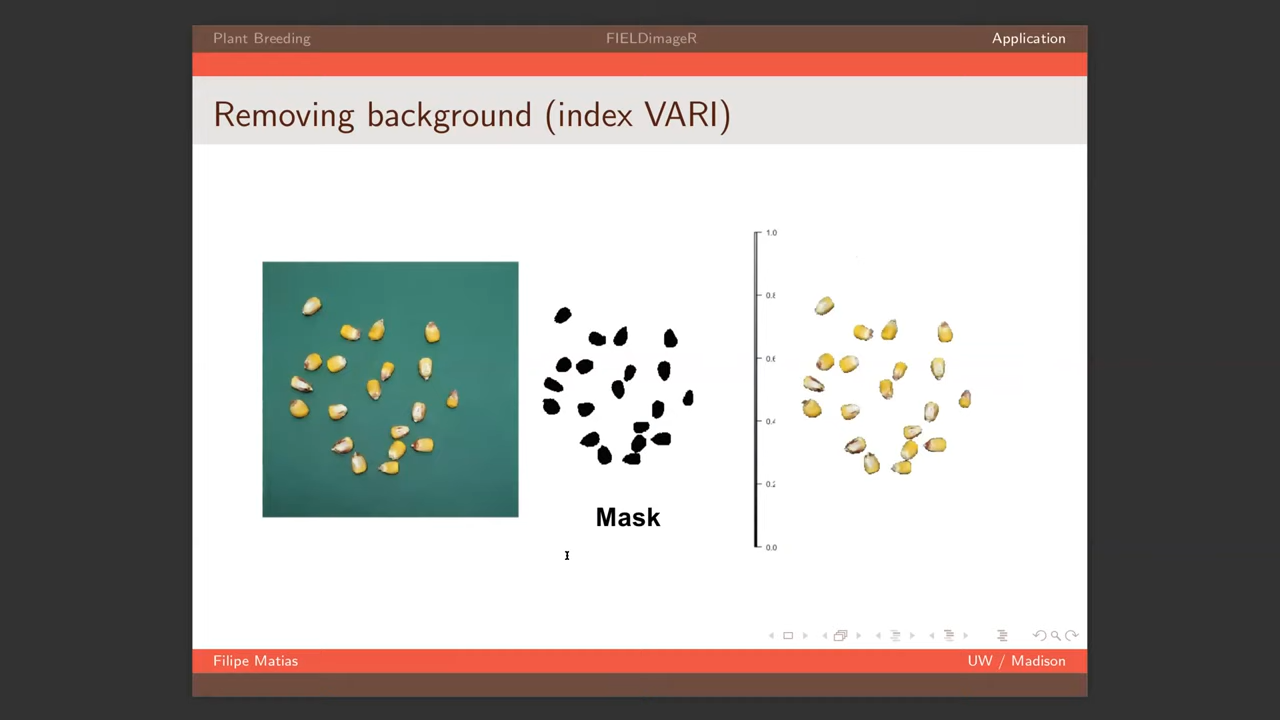 Plant Breeding FIELDimageR Application
Removing background (index VARI)
1.0
0.8
0.6
0.4
0.2
0.0
Mask
Filipe Matias UW / Madison